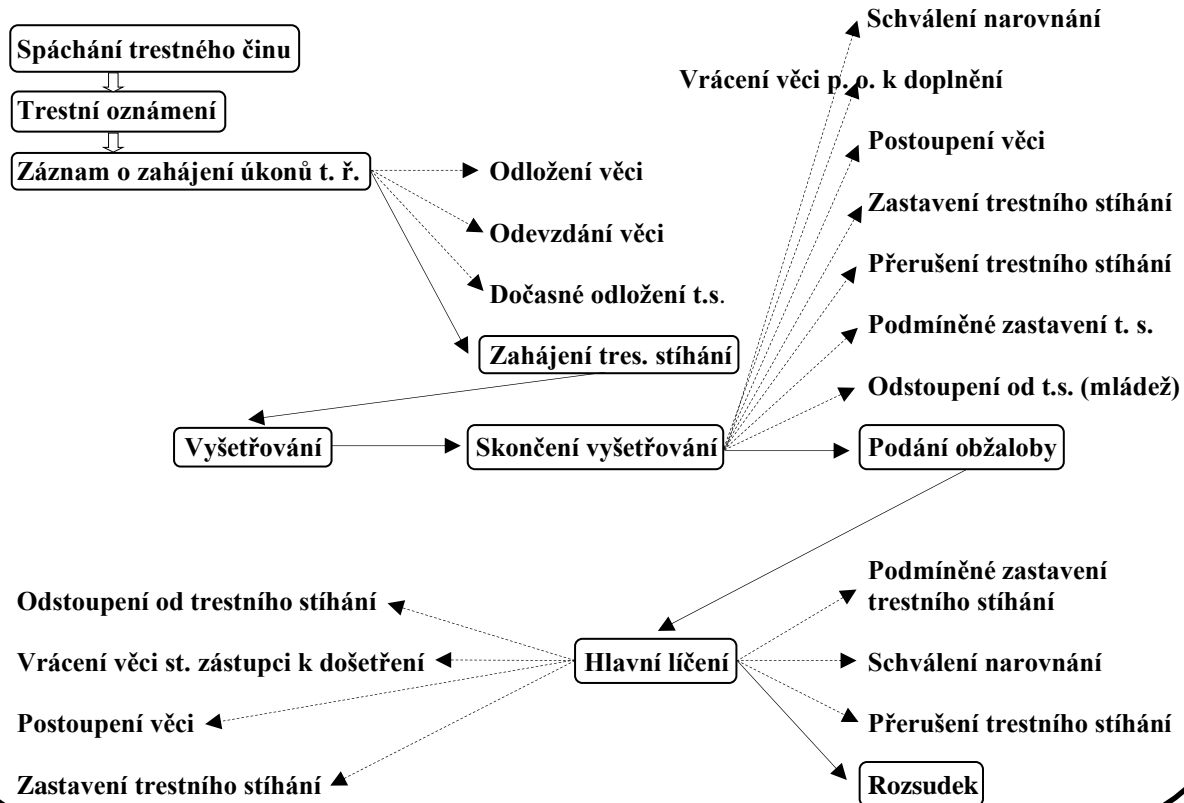 Schválení narovnání
Spáchání trestného činu
Vrácení věci p. o. k doplnění
Trestní oznámení
Postoupení věci
Záznam o zahájení úkonů t. ř.
Odložení věci
Zastavení trestního stíhání
Odevzdání věci
Přerušení trestního stíhání
Dočasné odložení t.s.
Podmíněné zastavení t. s.
Zahájení tres. stíhání
Odstoupení od t.s. (mládež)
Vyšetřování
Skončení vyšetřování
Podání obžaloby
Podmíněné zastavení
trestního stíhání
Odstoupení od trestního stíhání
Vrácení věci st. zástupci k došetření
Hlavní líčení
Schválení narovnání
Postoupení věci
Přerušení trestního stíhání
Zastavení trestního stíhání
Rozsudek